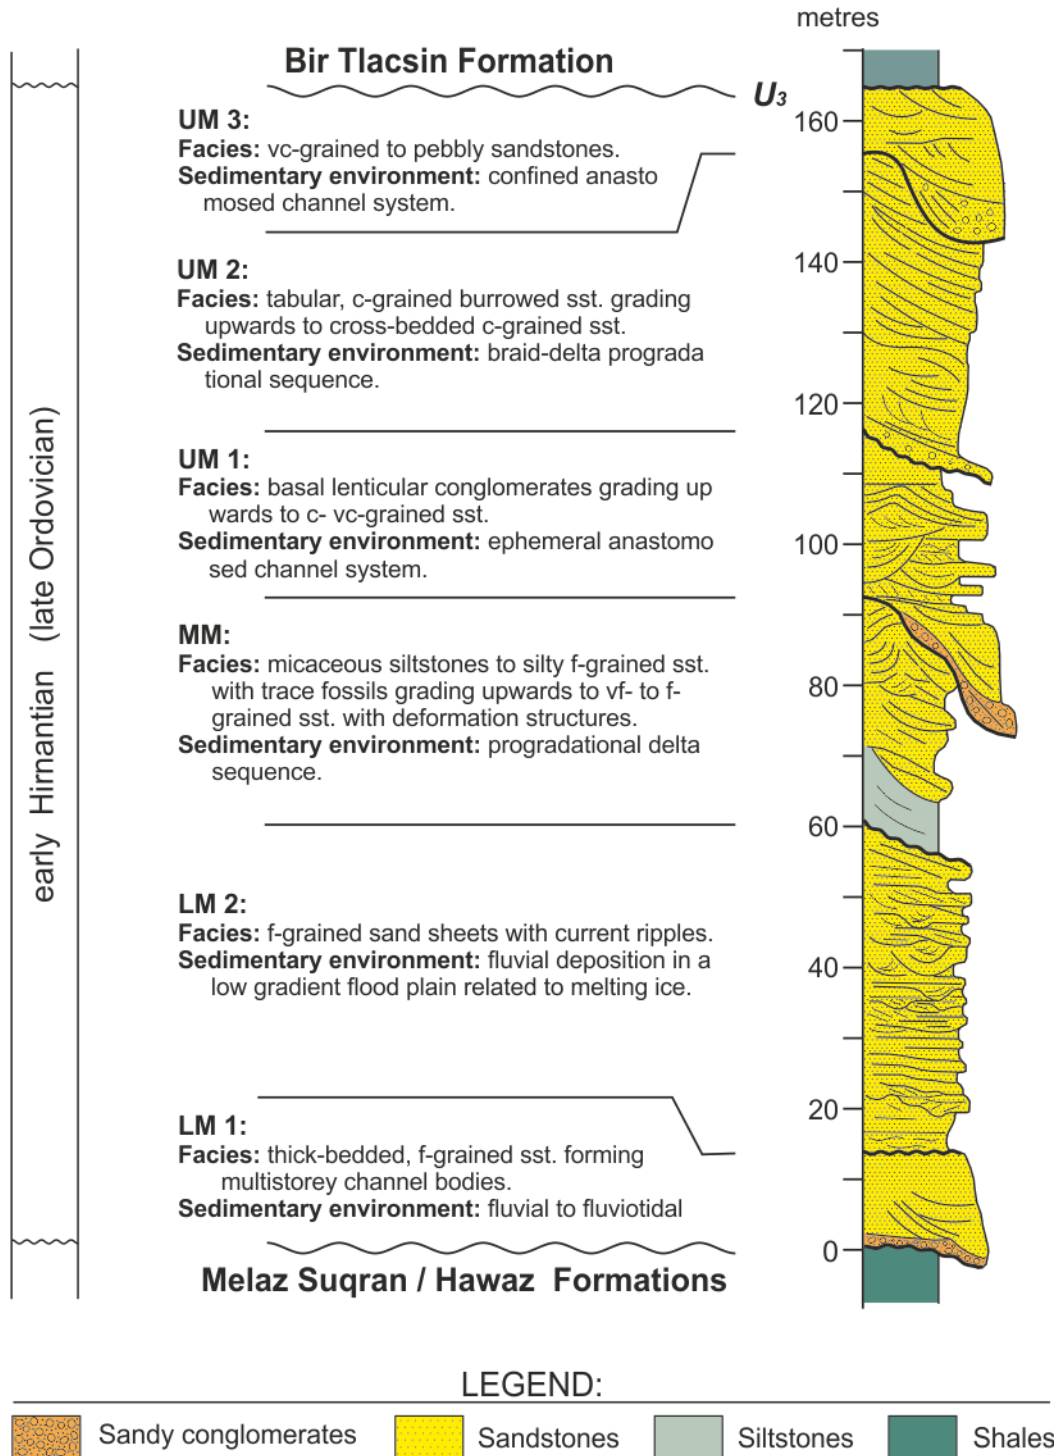 metres
Bir Tlacsin Formation
U3
UM 3:
Facies: vc-grained to pebbly sandstones.
Sedimentary environment: confined anasto
mosed channel system.
UM 2:
Facies: tabular, c-grained burrowed sst. grading
upwards to cross-bedded c-grained sst.
Sedimentary environment: braid-delta prograda
tional sequence.
UM 1:
Facies: basal lenticular conglomerates grading up
wards to c- vc-grained sst.
Sedimentary environment: ephemeral anastomo
sed channel system.
MM:
Facies: micaceous siltstones to silty f-grained sst.
with trace fossils grading upwards to vf- to f-
grained sst. with deformation structures.
Sedimentary environment: progradational delta
sequence.
LM 2:
Facies: f-grained sand sheets with current ripples.
Sedimentary environment: fluvial deposition in a
low gradient flood plain related to melting ice.
LM 1:
Facies: thick-bedded, f-grained sst. forming
multistorey channel bodies.
Sedimentary environment: fluvial to fluviotidal
Melaz Suqran / Hawaz Formations
early Hirnantian (late Ordovician)
160
140
120
100
80
60
40
20
0
LEGEND:
Sandy conglomerates
Sandstones
Siltstones
Shales